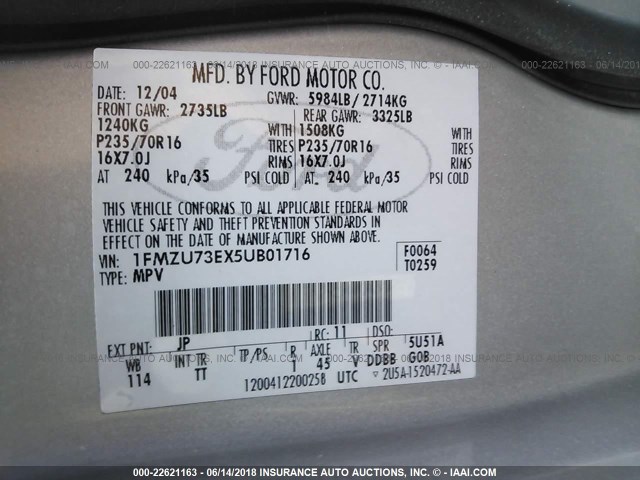 000-22621163 - 06/14/2018 INSURANCE AUTO AUCTIONS, INC. - © IAAI.COM
MFD. BY FORD MOTOR CO.
DATE: 12/04 GVWR: 5984LB/ 2714KG
FRONT GAWR: 2735LB REAR GAWR: 3325LB
1240KG WITH 1508KG WITH
P235/70R16 TIRES P235/70R16 TIRES
16X7.0J RIMS 16X7.0J RIMS
AT 240 kPa/35 PSI COLD AT 240 kPa/35 PSI COLD
Ford
THIS VEHICLE CONFORMS TO ALL APPLICABLE FEDERAL MOTOR
VEHICLE SAFETY AND THEFT PREVENTION STANDARDS IN
EFFECT ON THE DATE OF MANUFACTURE SHOWN ABOVE.
VIN: 1FMZU73EX5UB01716 F0064
TYPE: MPV T0259
EXT PNT: JP RC: 11 DSO:
WB INT TR TP/PS R AXLE TR SPR 5U51A
114 TT 1 45 V DDBB G0B
120041220025B UTC ▽ 2U5A-1520472-AA
000-22621163 - 06/14/2018 INSURANCE AUTO AUCTIONS, INC. - © IAAI.COM